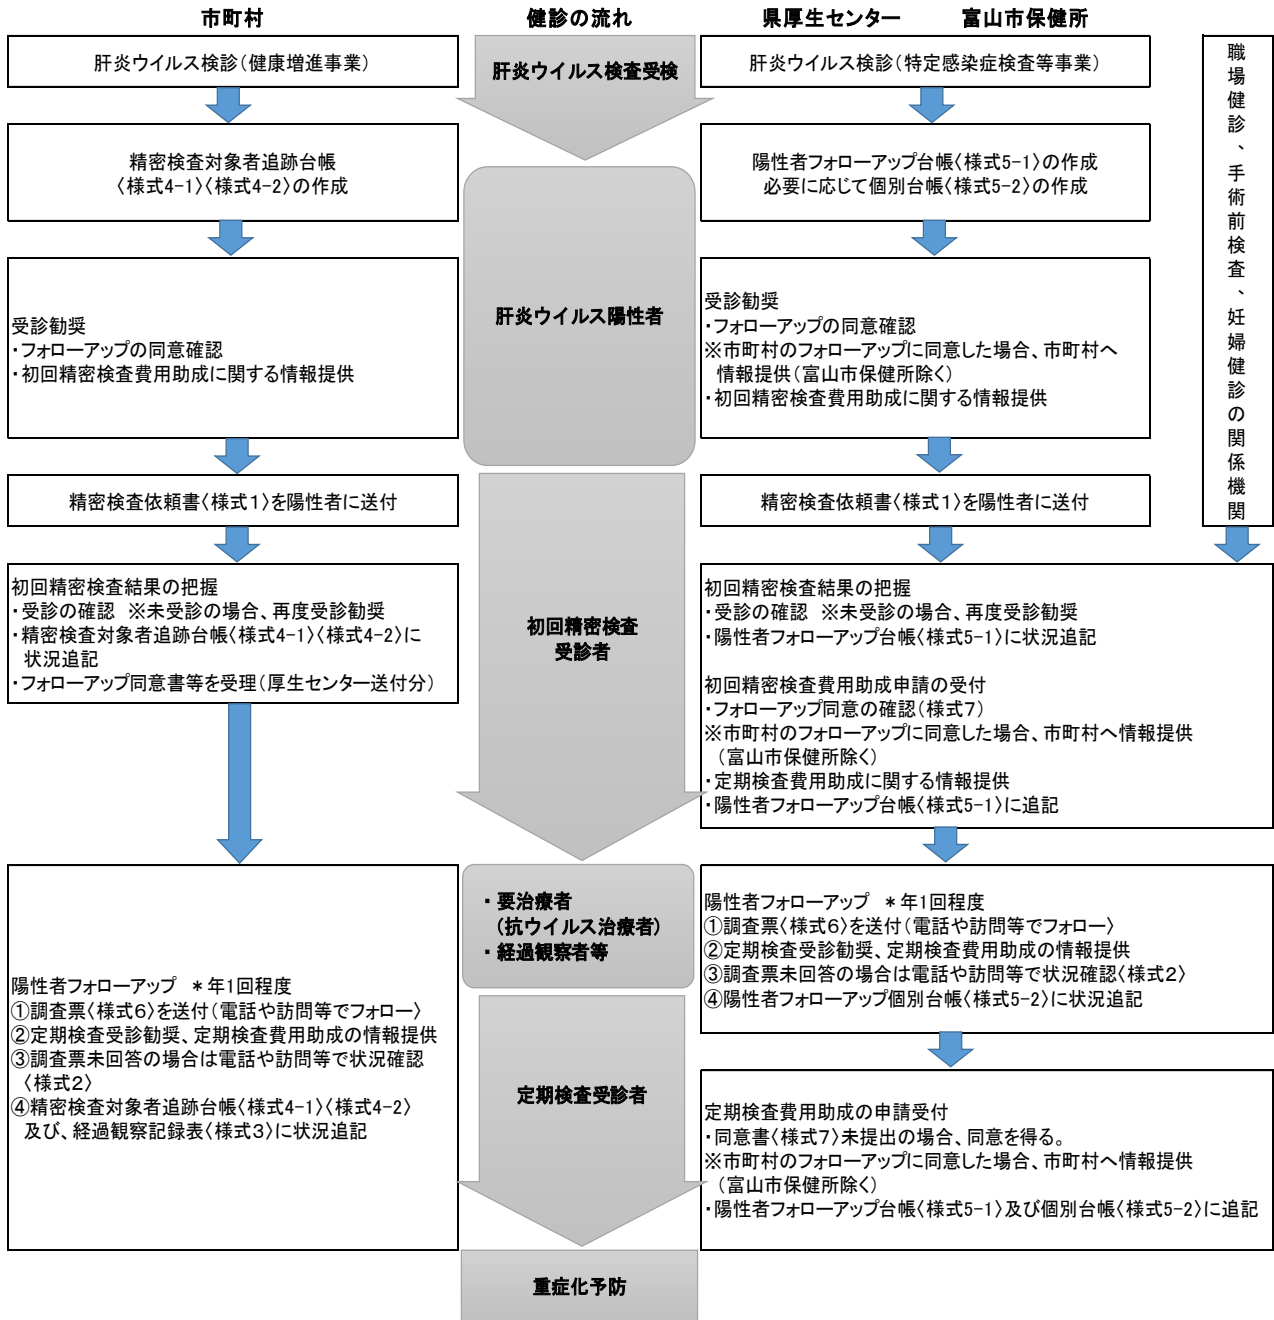 市町村
健診の流れ
県厚生センター　　富山市保健所
肝炎ウイルス検診（健康増進事業）
精密検査対象者追跡台帳
〈様式4-1〉〈様式4-2〉の作成
受診勧奨
・フォローアップの同意確認
・初回精密検査費用助成に関する情報提供
精密検査依頼書〈様式１〉を陽性者に送付
初回精密検査結果の把握
・受診の確認　※未受診の場合、再度受診勧奨
・精密検査対象者追跡台帳〈様式4-1〉〈様式4-2〉に
状況追記
・フォローアップ同意書等を受理（厚生センター送付分）
陽性者フォローアップ　＊年1回程度
①調査票〈様式６〉を送付（電話や訪問等でフォロー〉
②定期検査受診勧奨、定期検査費用助成の情報提供
③調査票未回答の場合は電話や訪問等で状況確認
〈様式２〉
④精密検査対象者追跡台帳〈様式4-1〉〈様式4-2〉
及び、経過観察記録表〈様式３〉に状況追記
肝炎ウイルス検査受検
肝炎ウイルス陽性者
初回精密検査
受診者
・要治療者
（抗ウイルス治療者）
・経過観察者等
定期検査受診者
重症化予防
肝炎ウイルス検診（特定感染症検査等事業）
陽性者フォローアップ台帳〈様式5-1〉の作成
必要に応じて個別台帳〈様式5-2〉の作成
受診勧奨
・フォローアップの同意確認
※市町村のフォローアップに同意した場合、市町村へ
情報提供（富山市保健所除く）
・初回精密検査費用助成に関する情報提供
精密検査依頼書〈様式１〉を陽性者に送付
初回精密検査結果の把握
・受診の確認　※未受診の場合、再度受診勧奨
・陽性者フォローアップ台帳〈様式5-1〉に状況追記
初回精密検査費用助成申請の受付
・フォローアップ同意の確認（様式７）
※市町村のフォローアップに同意した場合、市町村へ情報提供
（富山市保健所除く）
・定期検査費用助成に関する情報提供
・陽性者フォローアップ台帳〈様式5-1〉に追記
陽性者フォローアップ　＊年1回程度
①調査票〈様式６〉を送付（電話や訪問等でフォロー〉
②定期検査受診勧奨、定期検査費用助成の情報提供
③調査票未回答の場合は電話や訪問等で状況確認〈様式２〉
④陽性者フォローアップ個別台帳〈様式5-2〉に状況追記
定期検査費用助成の申請受付
・同意書〈様式７〉未提出の場合、同意を得る。
※市町村のフォローアップに同意した場合、市町村へ情報提供
（富山市保健所除く）
・陽性者フォローアップ台帳〈様式5-1〉及び個別台帳〈様式5-2〉に追記
職場健診、手術前検査、妊婦健診の関係機関